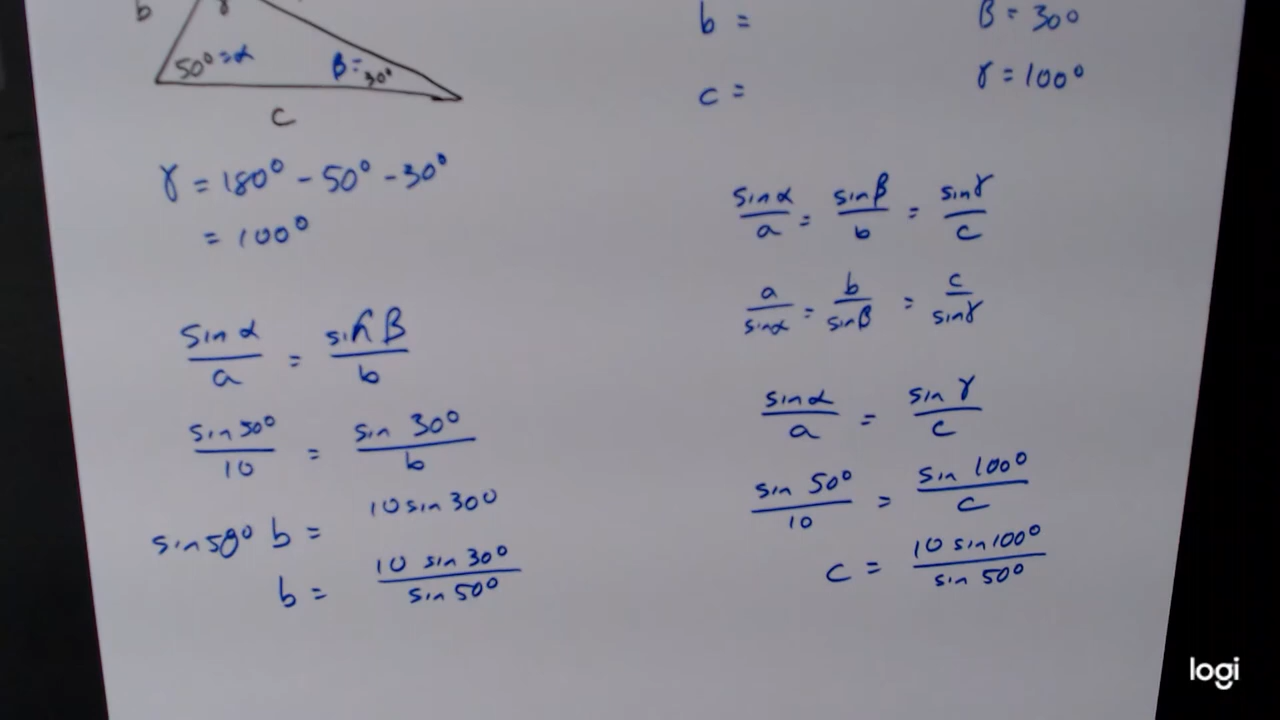 b γ
50°=α β=30°
c
γ = 180° - 50° - 30°
= 100°
sin α / a = sin β / b
sin 50° / 10 = sin 30° / b
sin 50° b = 10 sin 30°
b = 10 sin 30° / sin 50°
b = β = 30°
c = γ = 100°
sin α / a = sin β / b = sin γ / c
a / sin α = b / sin β = c / sin γ
sin α / a = sin γ / c
sin 50° / 10 = sin 100° / c
c = 10 sin 100° / sin 50°
logi